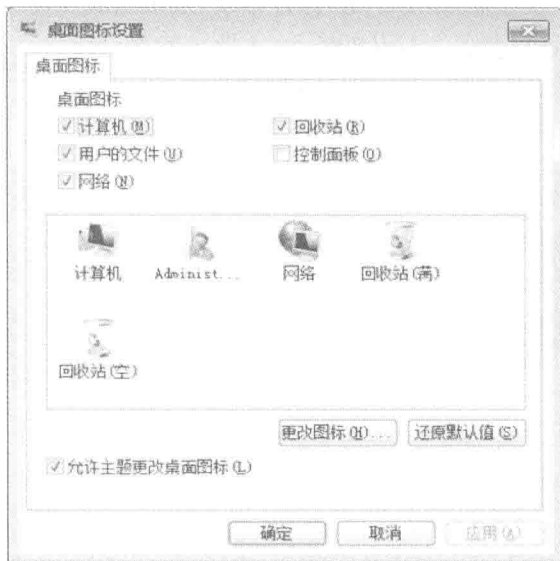 桌面图标设置
桌面图标
桌面图标
计算机(M) 回收站(R)
用户的文件(U) 控制面板(O)
网络(N)
计算机 Administ... 网络 回收站(满)
回收站(空)
更改图标(H)... 还原默认值(S)
允许主题更改桌面图标(L)
确定 取消 应用(A)